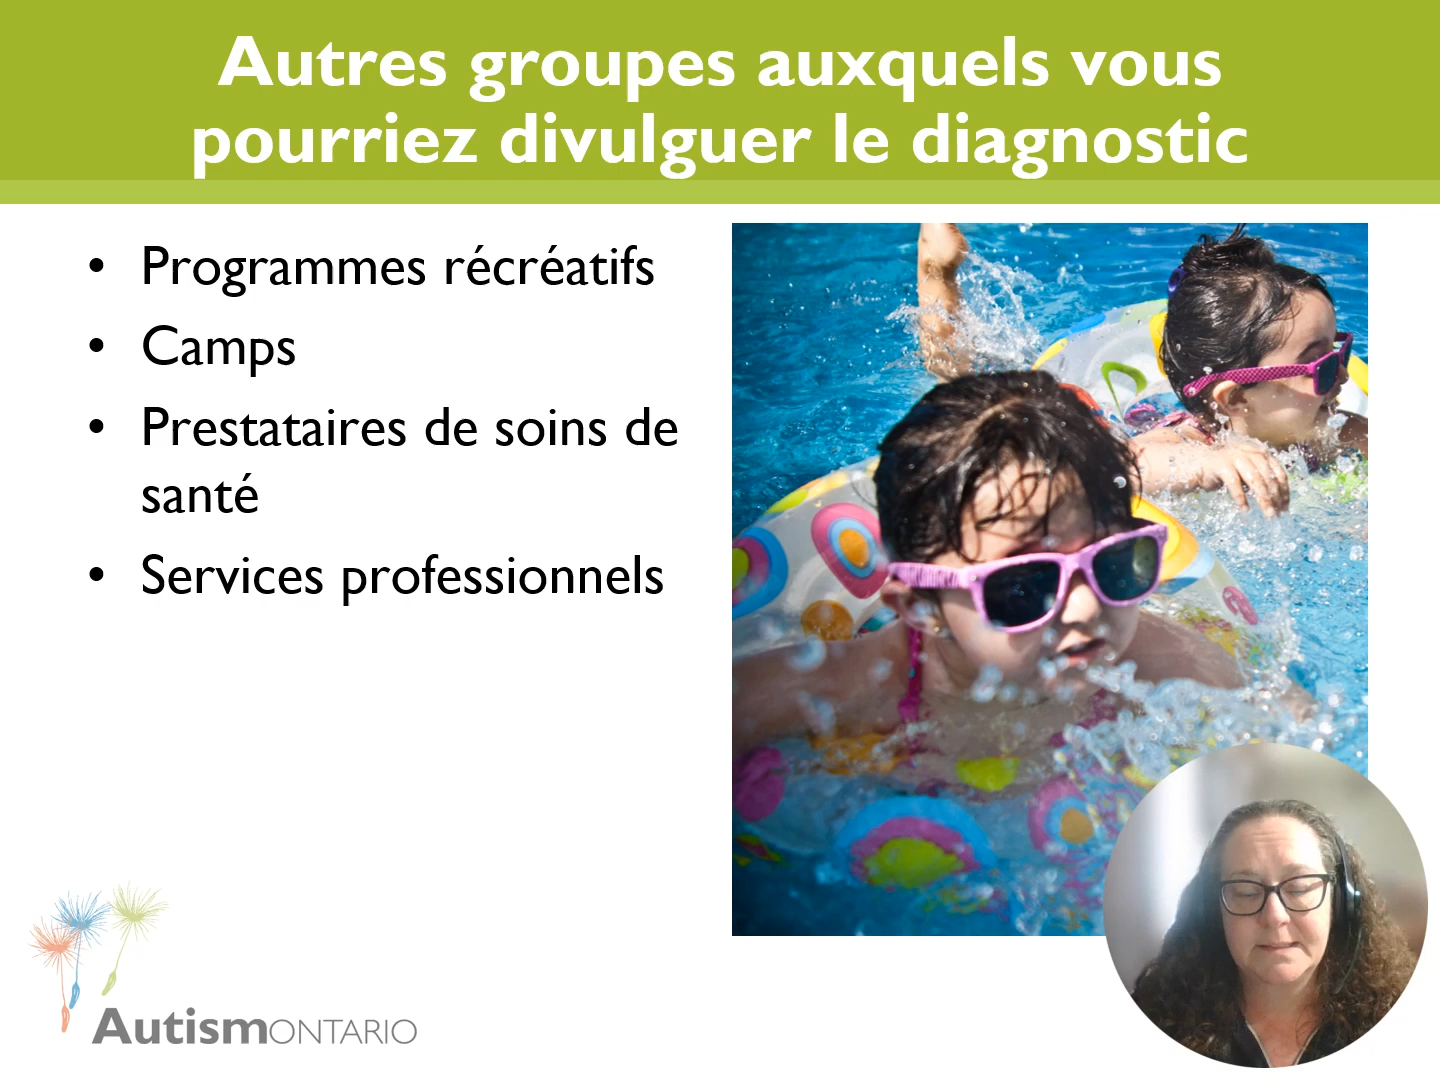 Autres groupes auxquels vous
pourriez divulguer le diagnostic
• Programmes récréatifs
• Camps
• Prestataires de soins de
santé
• Services professionnels
AutismONTARIO